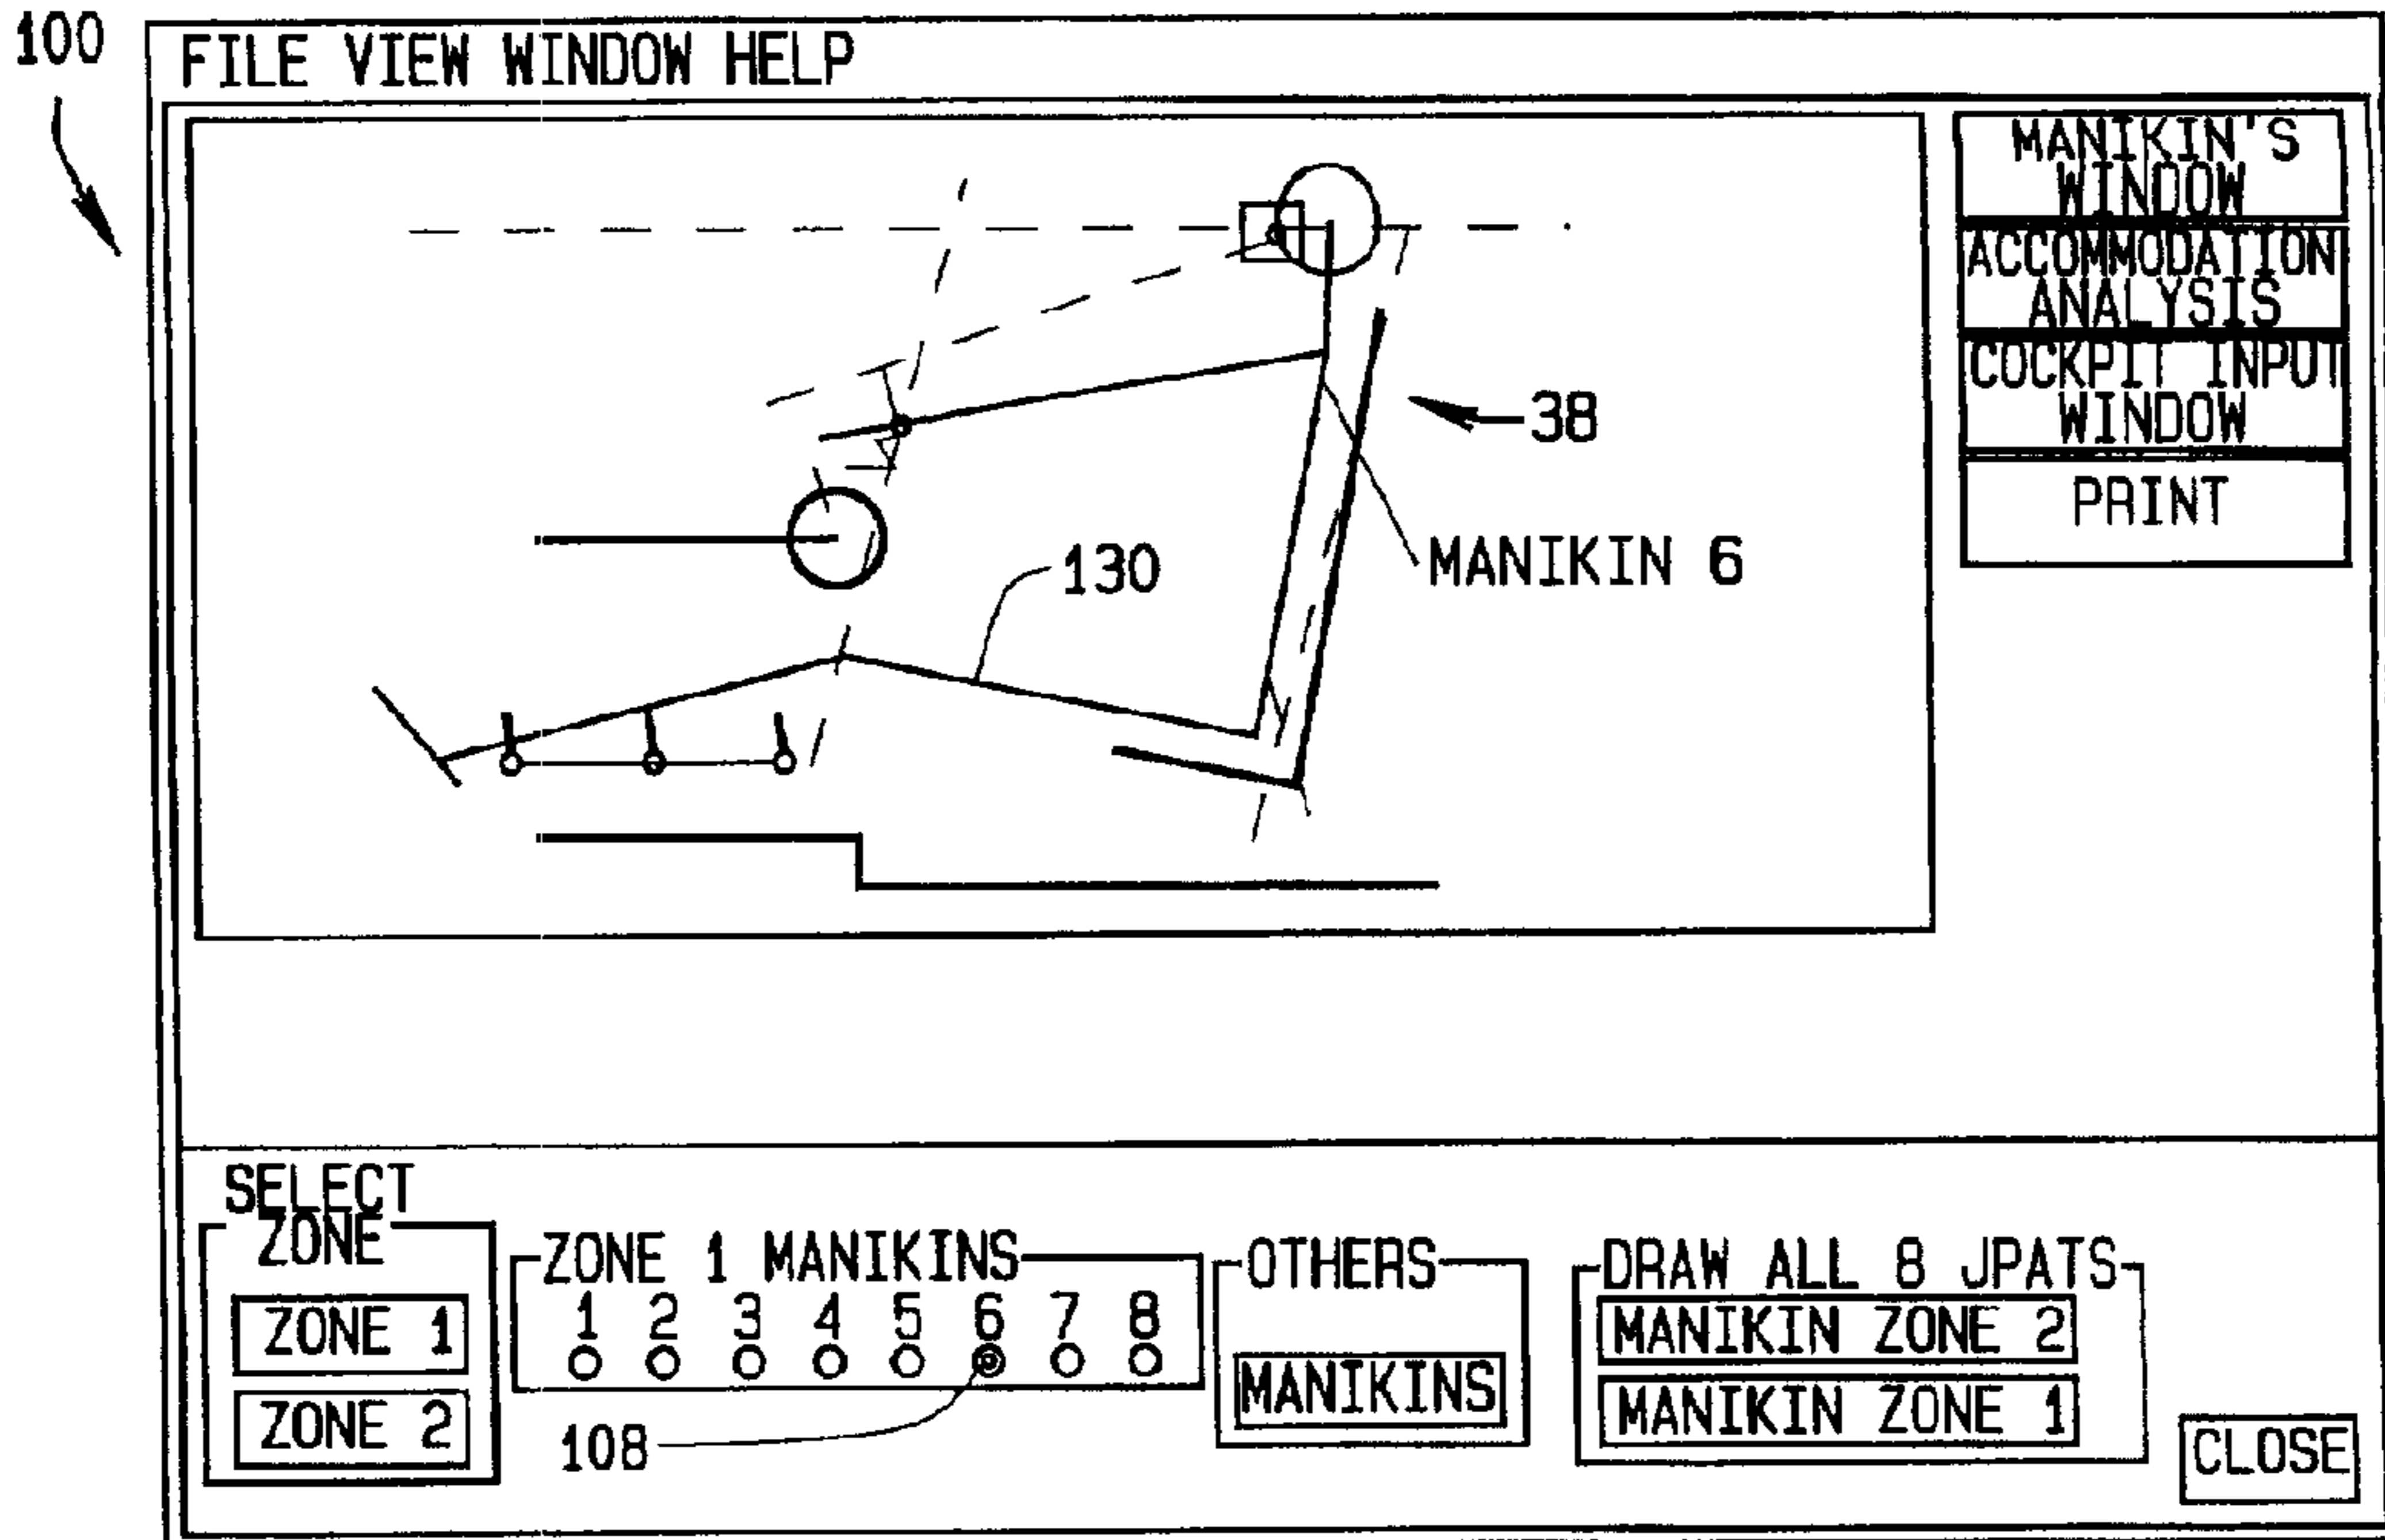 100
FILE VIEW WINDOW HELP
MANIKIN'S
WINDOW
ACCOMMODATION
ANALYSIS
COCKPIT INPUT
WINDOW
PRINT
38
MANIKIN 6
130
SELECT
ZONE
ZONE 1
ZONE 2
ZONE 1 MANIKINS
1 2 3 4 5 6 7 8
108
OTHERS
MANIKINS
DRAW ALL 8 JPATS
MANIKIN ZONE 2
MANIKIN ZONE 1
CLOSE